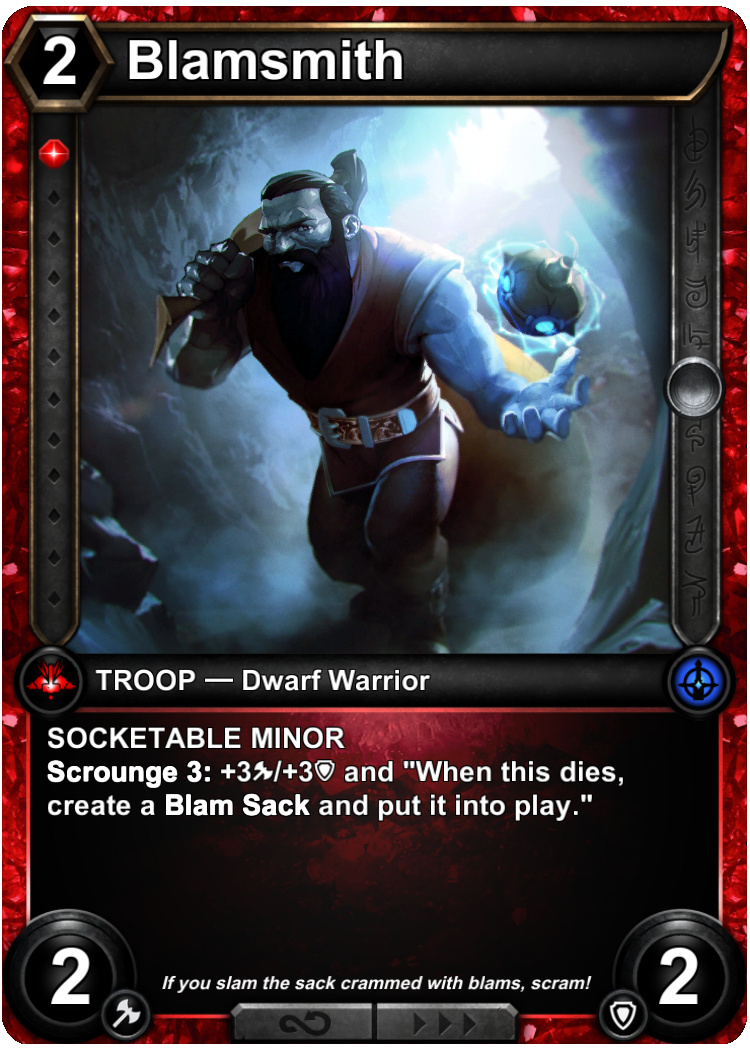 2 Blamsmith
TROOP — Dwarf Warrior
SOCKETABLE MINOR
Scrounge 3: +3/+3 and "When this dies,
create a Blam Sack and put it into play."
2
2
If you slam the sack crammed with blams, scram!